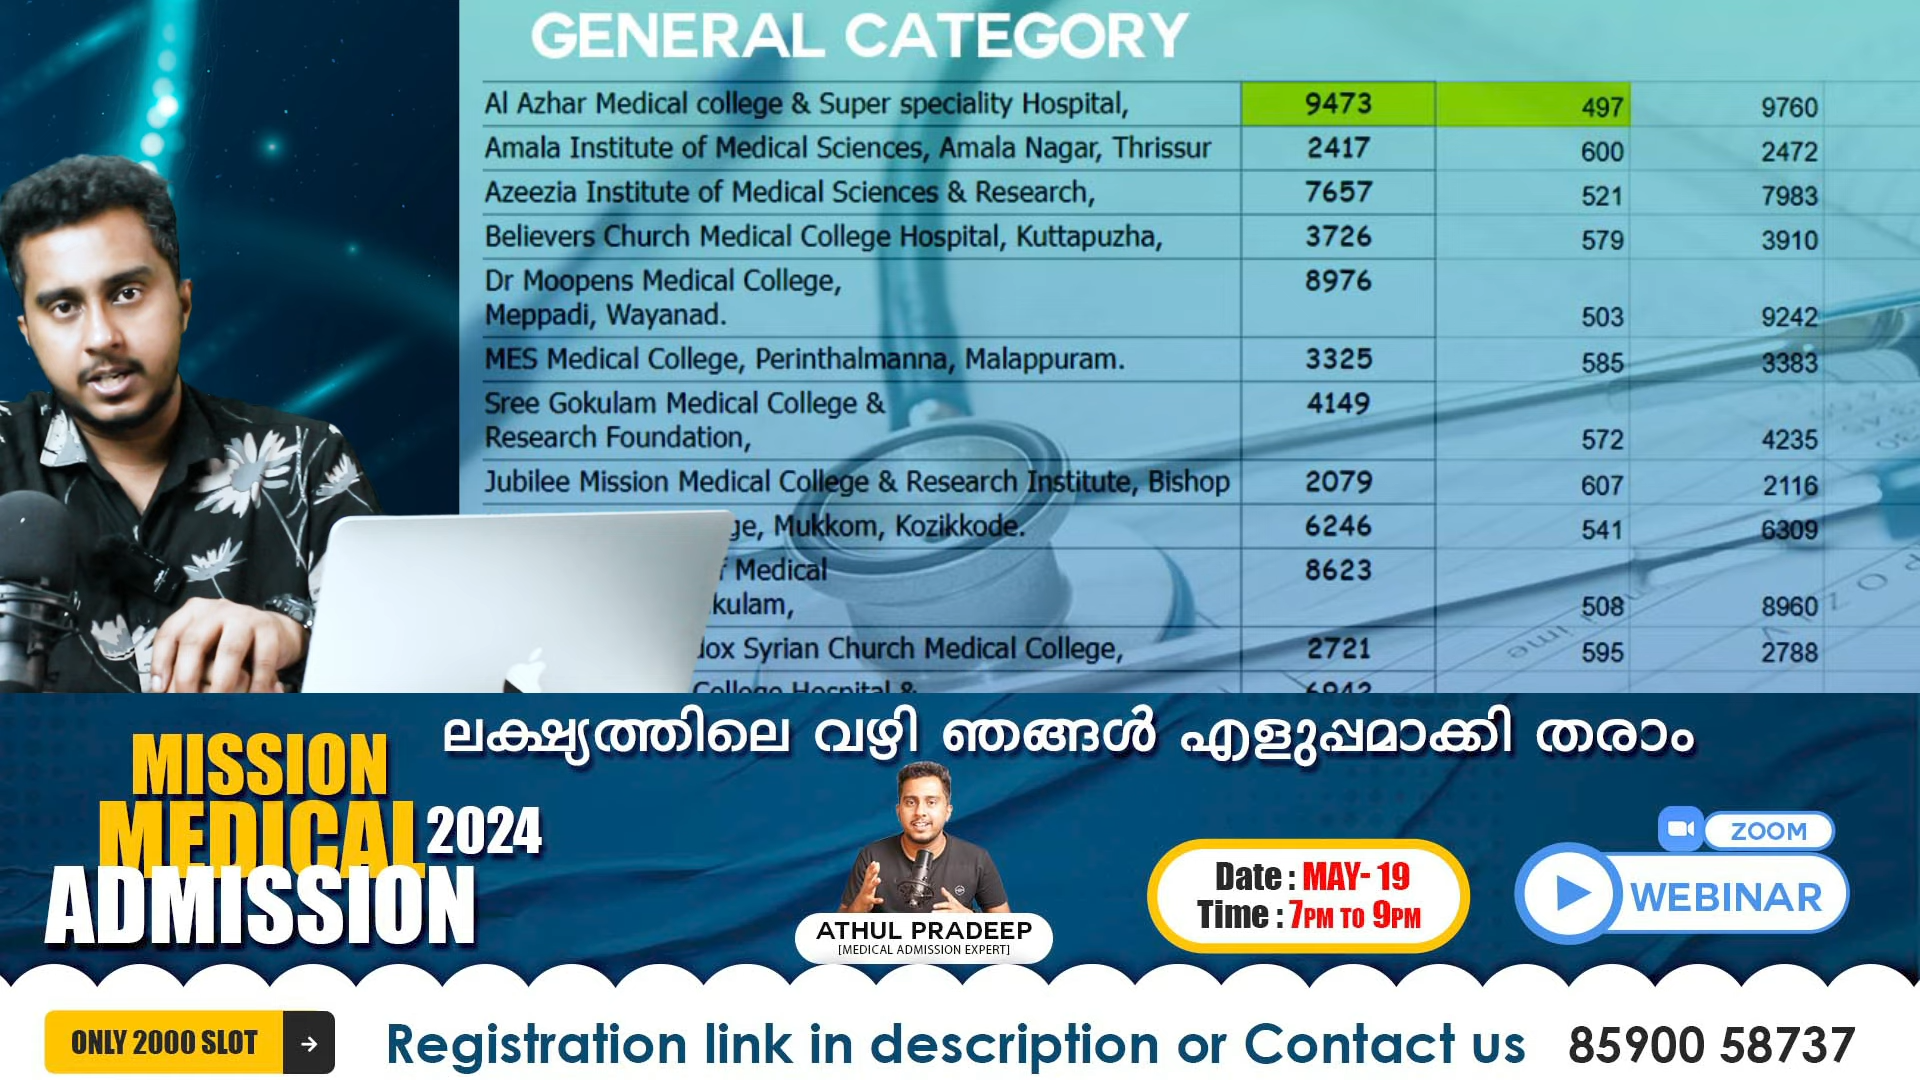 GENERAL CATEGORY
Al Azhar Medical college & Super speciality Hospital, 9473 497 9760
Amala Institute of Medical Sciences, Amala Nagar, Thrissur 2417 600 2472
Azeezia Institute of Medical Sciences & Research, 7657 521 7983
Believers Church Medical College Hospital, Kuttapuzha, 3726 579 3910
Dr Moopens Medical College, 8976
Meppadi, Wayanad. 503 9242
MES Medical College, Perinthalmanna, Malappuram. 3325 585 3383
Sree Gokulam Medical College & 4149
Research Foundation, 572 4235
Jubilee Mission Medical College & Research Institute, Bishop 2079 607 2116
ge, Mukkom, Kozikkode. 6246 541 6309
f Medical 8623
kulam, 508 8960
dox Syrian Church Medical College, 2721 595 2788
College Hospital & 6942
ലക്ഷ്യത്തിലെ വഴി ഞങ്ങൾ എളുപ്പമാക്കി തരാം
MISSION
MEDICAL 2024
ADMISSION
ATHUL PRADEEP
[MEDICAL ADMISSION EXPERT]
Date : MAY- 19
Time : 7PM TO 9PM
ZOOM
WEBINAR
ONLY 2000 SLOT
Registration link in description or Contact us 85900 58737